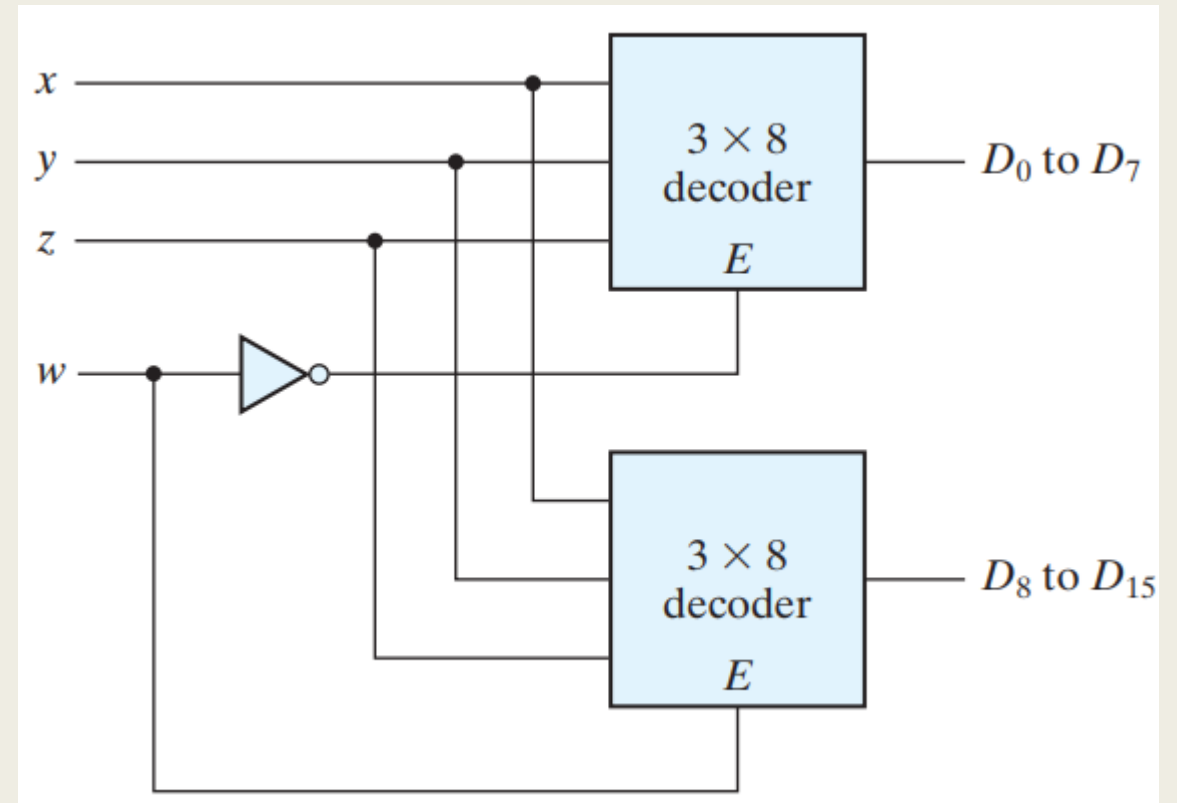 x
y
z
w
3 × 8
decoder
E
D₀ to D₇
3 × 8
decoder
E
D₈ to D₁₅